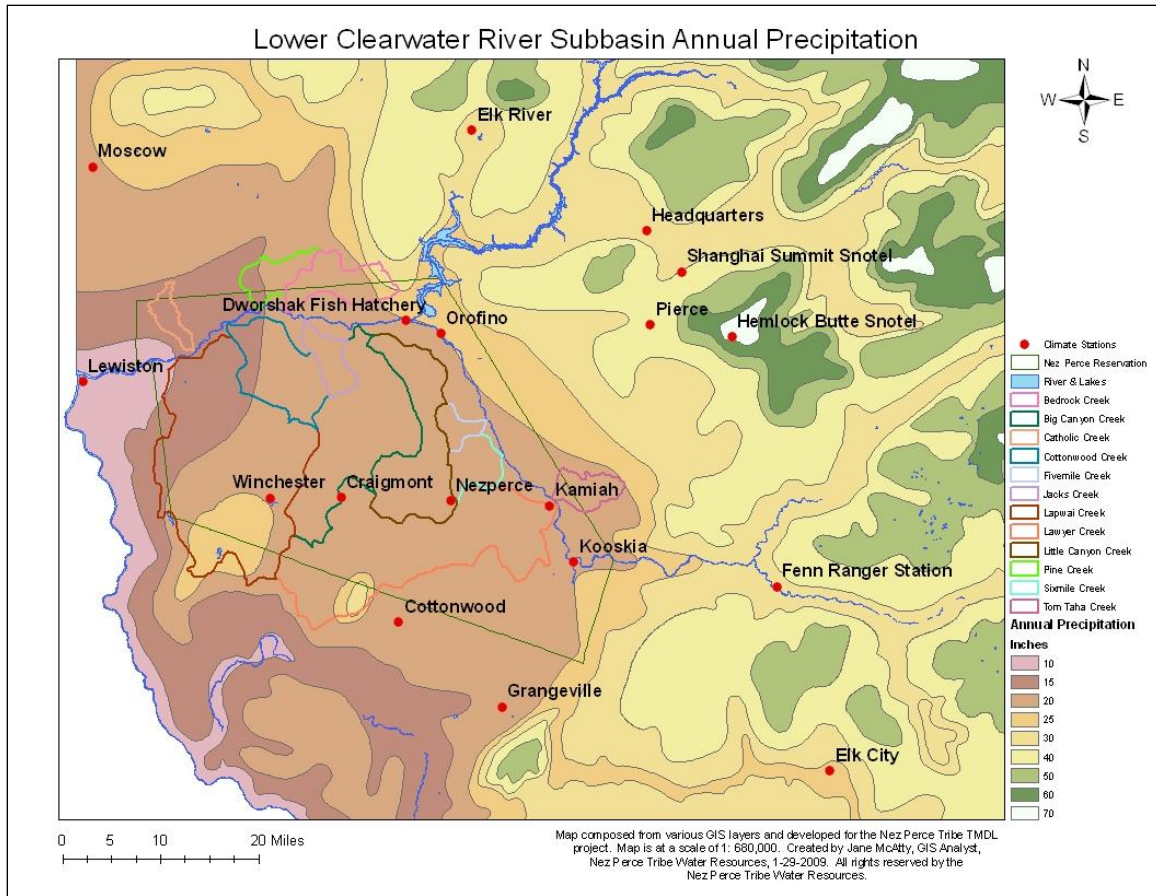 Lower Clearwater River Subbasin Annual Precipitation
N
W E
S
Elk River
Moscow
Headquarters
Shanghai Summit Snotel
Dworshak Fish Hatchery
Orofino
Pierce
Hemlock Butte Snotel
Lewiston
Winchester
Craigmont
Nezperce
Kamiah
Kooskia
Fenn Ranger Station
Cottonwood
Grangeville
Elk City
Climate Stations
Nez Perce Reservation
River & Lakes
Bedrock Creek
Big Canyon Creek
Catholic Creek
Cottonwood Creek
Fivemile Creek
Jacks Creek
Lapwai Creek
Lawyer Creek
Little Canyon Creek
Pine Creek
Sixmile Creek
Tom Taha Creek
Annual Precipitation
Inches
10
15
20
25
30
40
50
60
70
0 5 10 20 Miles
Map composed from various GIS layers and developed for the Nez Perce Tribe TMDL
project. Map is at a scale of 1: 680,000. Created by Jane McAtty, GIS Analyst,
Nez Perce Tribe Water Resources, 1-29-2009. All rights reserved by the
Nez Perce Tribe Water Resources.